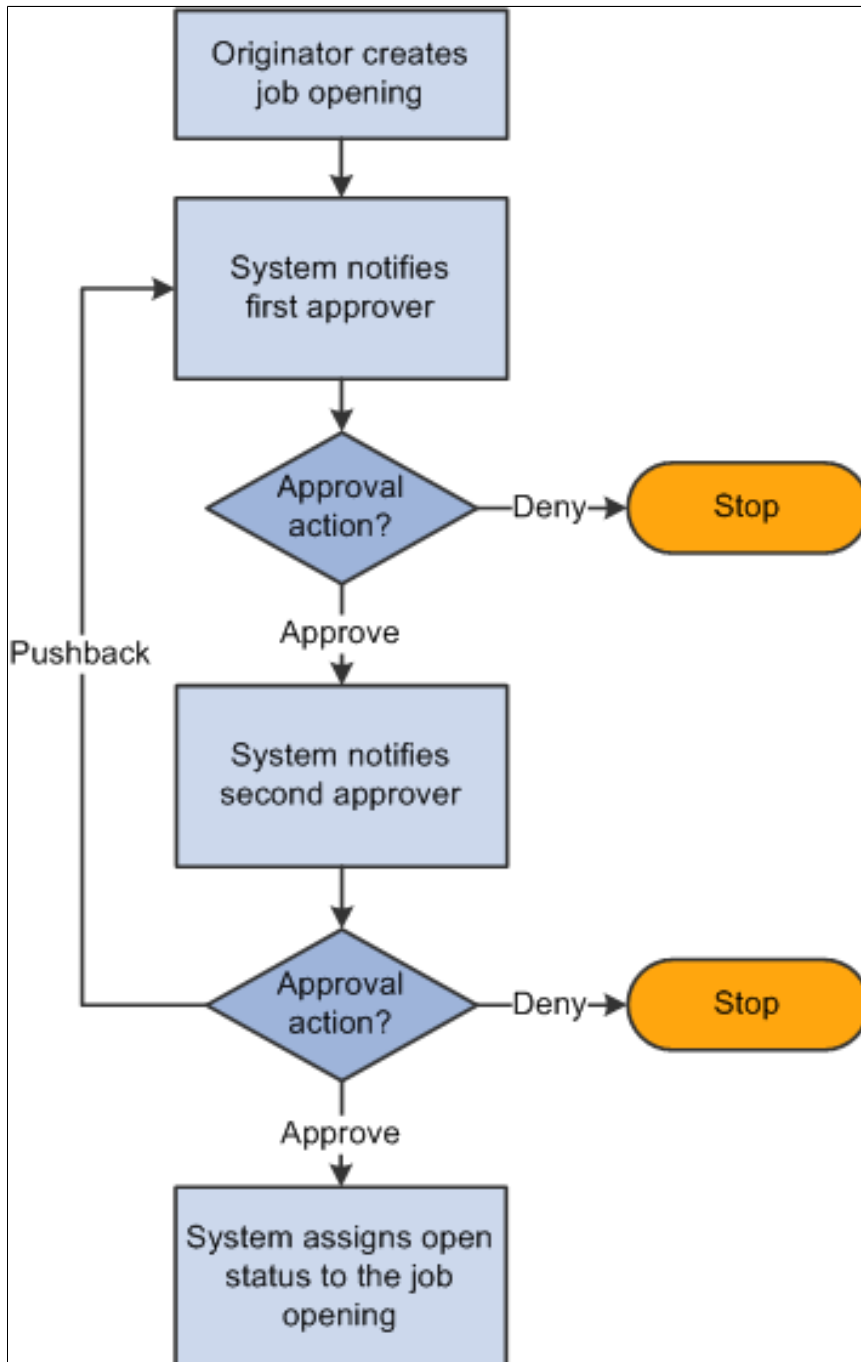 Originator creates
job opening
System notifies
first approver
Approval
action?
Deny
Stop
Approve
Pushback
System notifies
second approver
Approval
action?
Deny
Stop
Approve
System assigns open
status to the job
opening